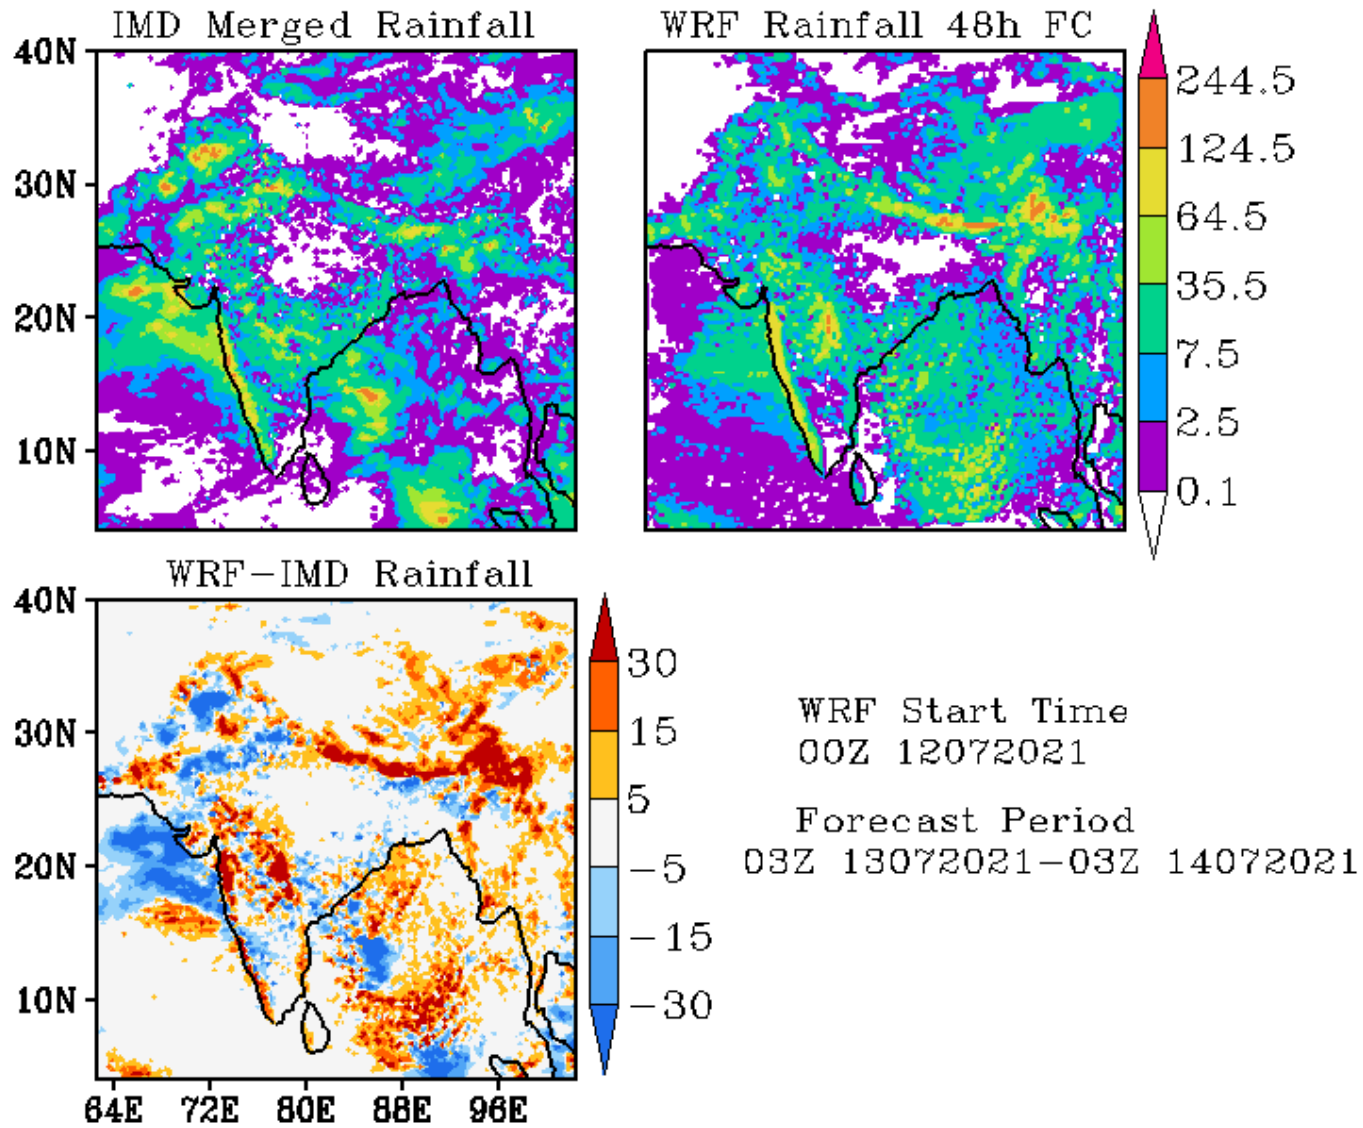 IMD Merged Rainfall
WRF Rainfall 48h FC
40N
30N
20N
10N
244.5
124.5
64.5
35.5
7.5
2.5
0.1
WRF-IMD Rainfall
40N
30N
20N
10N
64E 72E 80E 88E 96E
30
15
5
-5
-15
-30
WRF Start Time
00Z 12072021
Forecast Period
03Z 13072021-03Z 14072021